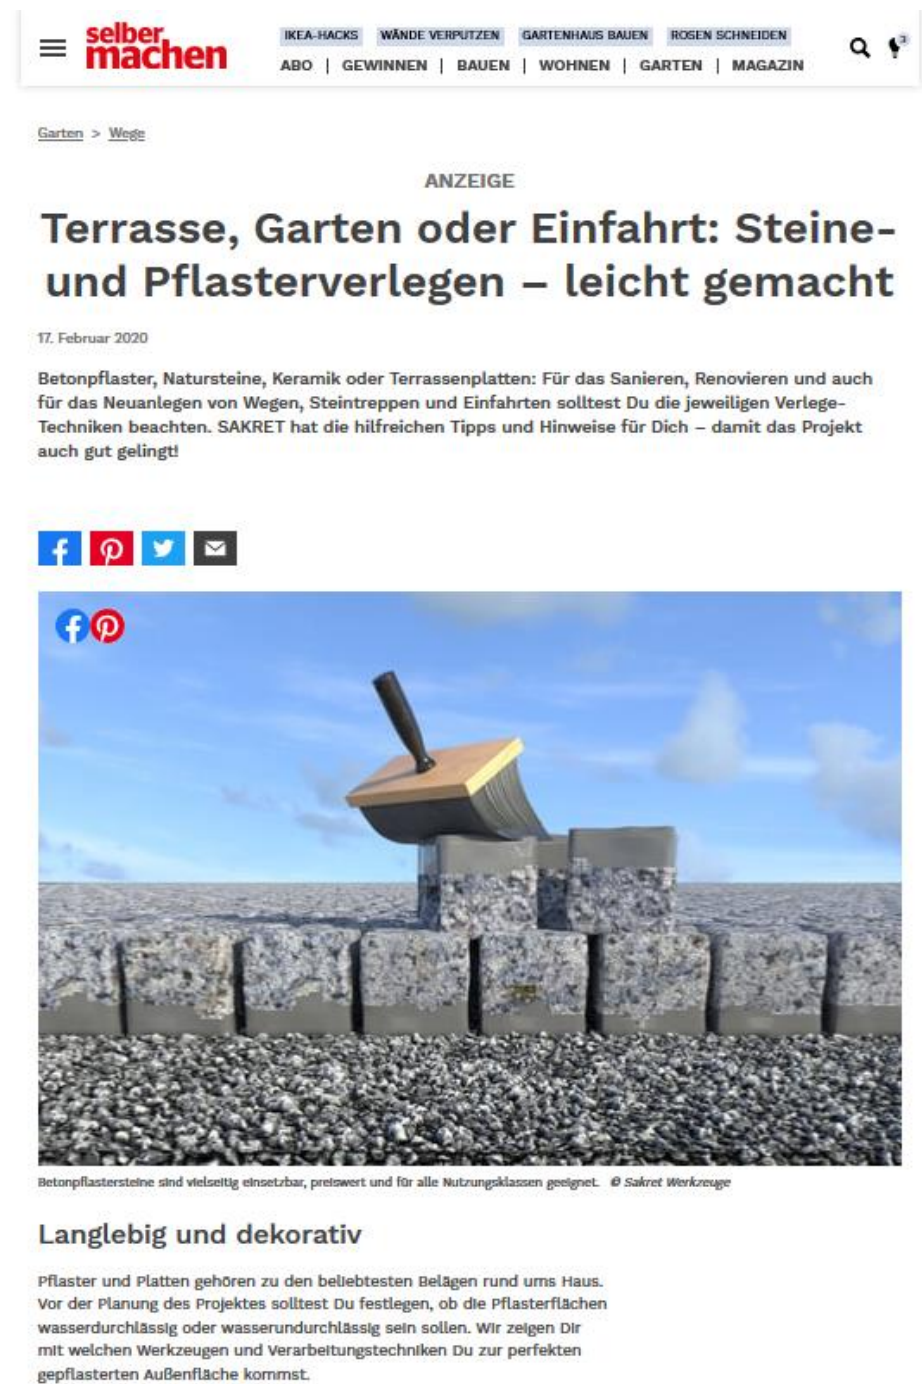 selber
machen
IKEA-HACKS WÄNDE VERPUTZEN GARTENHAUS BAUEN ROSEN SCHNEIDEN
ABO | GEWINNEN | BAUEN | WOHNEN | GARTEN | MAGAZIN
3
Garten > Wege
ANZEIGE
Terrasse, Garten oder Einfahrt: Steine-
und Pflasterverlegen – leicht gemacht
17. Februar 2020
Betonpflaster, Natursteine, Keramik oder Terrassenplatten: Für das Sanieren, Renovieren und auch
für das Neuanlegen von Wegen, Steintreppen und Einfahrten solltest Du die jeweiligen Verlege-
Techniken beachten. SAKRET hat die hilfreichen Tipps und Hinweise für Dich – damit das Projekt
auch gut gelingt!
Betonpflastersteine sind vielseitig einsetzbar, preiswert und für alle Nutzungsklassen geeignet. © Sakret Werkzeuge
Langlebig und dekorativ
Pflaster und Platten gehören zu den beliebtesten Belägen rund ums Haus.
Vor der Planung des Projektes solltest Du festlegen, ob die Pflasterflächen
wasserdurchlässig oder wasserundurchlässig sein sollen. Wir zeigen Dir
mit welchen Werkzeugen und Verarbeitungstechniken Du zur perfekten
gepflasterten Außenfläche kommst.